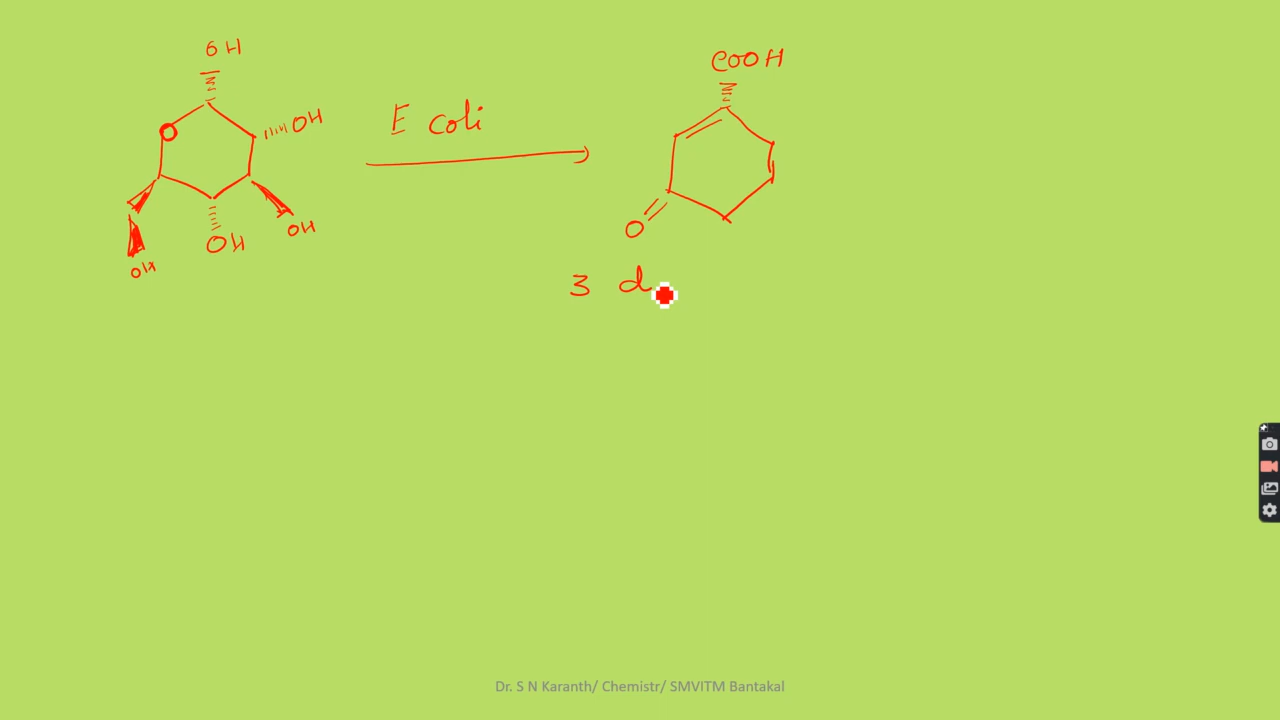 OH
COOH
E coli
OH
O
O
OH
OH
OH
3 d
Dr. S N Karanth/ Chemistr/ SMVITM Bantakal